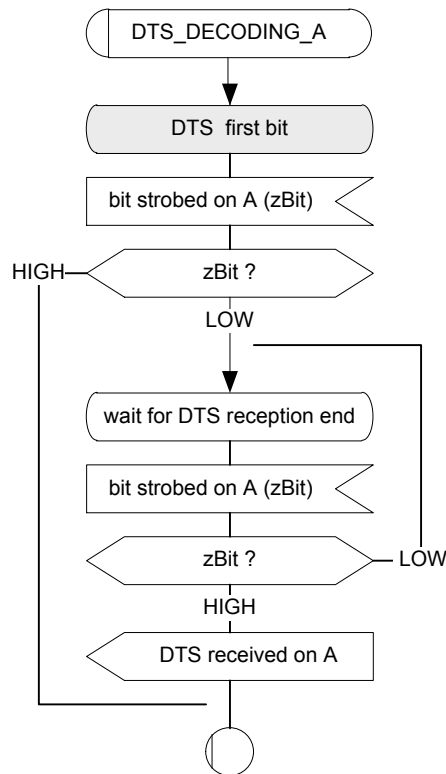 DTS_DECODING_A
DTS first bit
bit strobed on A (zBit)
HIGH
zBit ?
LOW
wait for DTS reception end
bit strobed on A (zBit)
zBit ?
LOW
HIGH
DTS received on A